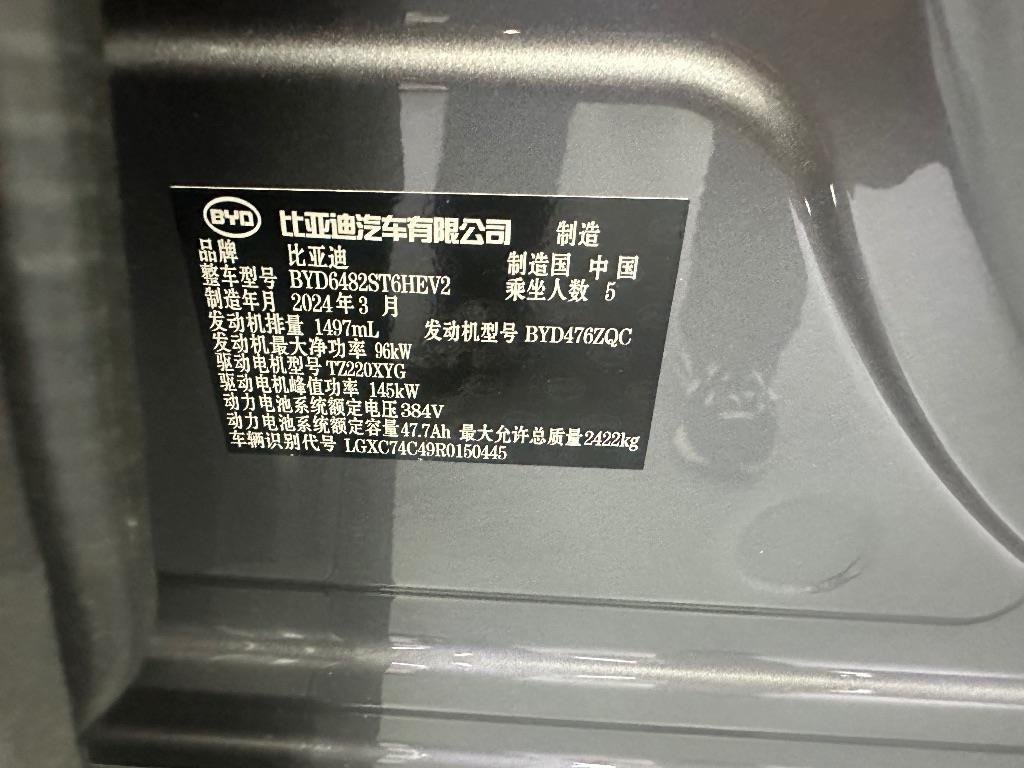 BYD 比亚迪汽车有限公司 制造
品牌 比亚迪 制造国 中国
整车型号 BYD6482ST6HEV2 乘坐人数 5
制造年月 2024年3月
发动机排量 1497mL 发动机型号 BYD476ZQC
发动机最大净功率 96kW
驱动电机型号 TZ220XYG
驱动电机峰值功率 145kW
动力电池系统额定电压 384V
动力电池系统额定容量 47.7Ah 最大允许总质量 2422kg
车辆识别代号 LGXC74C49R0150445